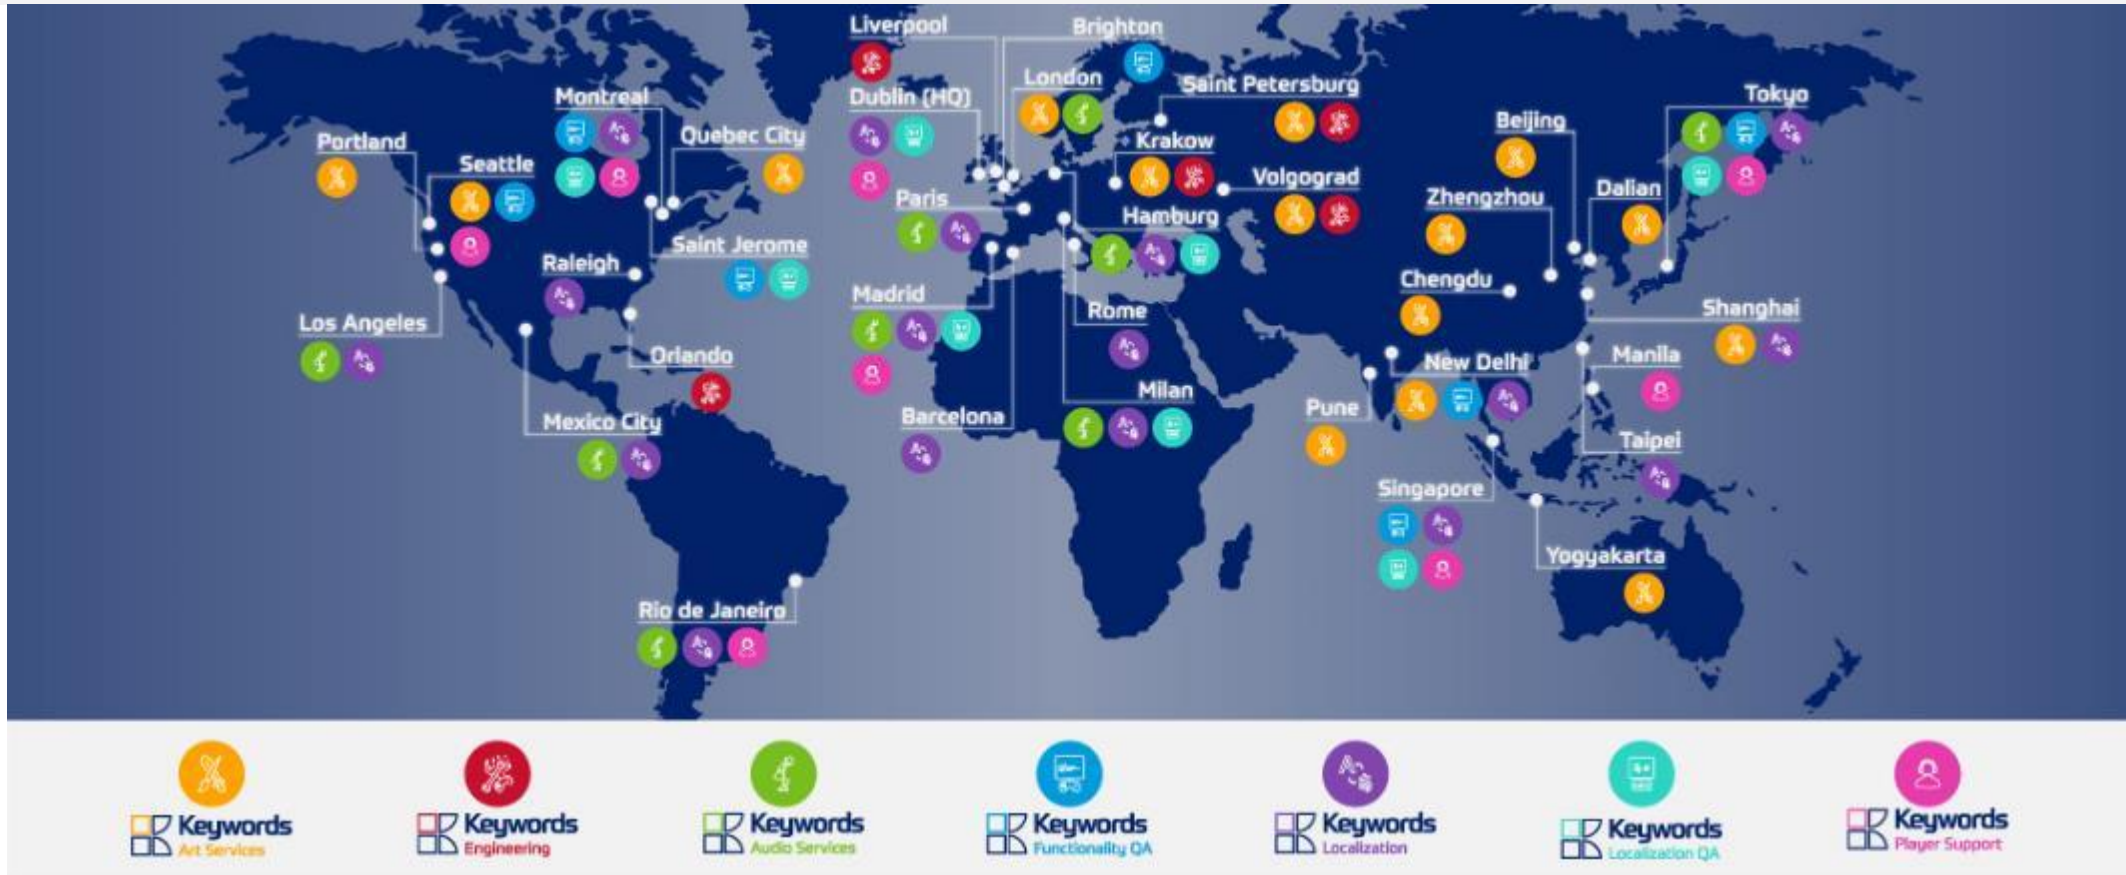 Liverpool
Brighton
London
Saint Petersburg
Dublin (HQ)
Montreal
Tokyo
Portland
Quebec City
Krakow
Beijing
Seattle
Volgograd
Dalian
Paris
Zhengzhou
Hamburg
Saint Jerome
Raleigh
Chengdu
Madrid
Rome
Shanghai
Los Angeles
Orlando
New Delhi
Manila
Milan
Pune
Mexico City
Barcelona
Taipei
Singapore
Yogyakarta
Rio de Janeiro
Keywords
Art Services
Keywords
Engineering
Keywords
Audio Services
Keywords
Functionality QA
Keywords
Localization
Keywords
Localization QA
Keywords
Player Support